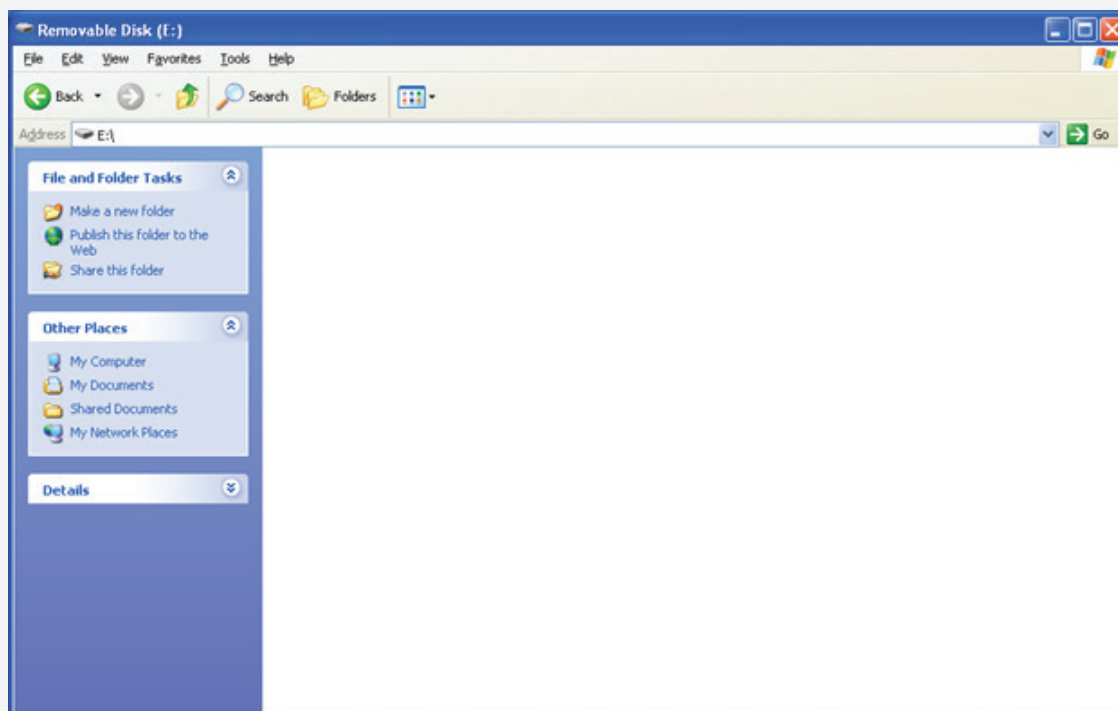 Removable Disk (E:)
File Edit View Favorites Tools Help
Back Search Folders
Address E:\ Go
File and Folder Tasks
Make a new folder
Publish this folder to the
Web
Share this folder
Other Places
My Computer
My Documents
Shared Documents
My Network Places
Details